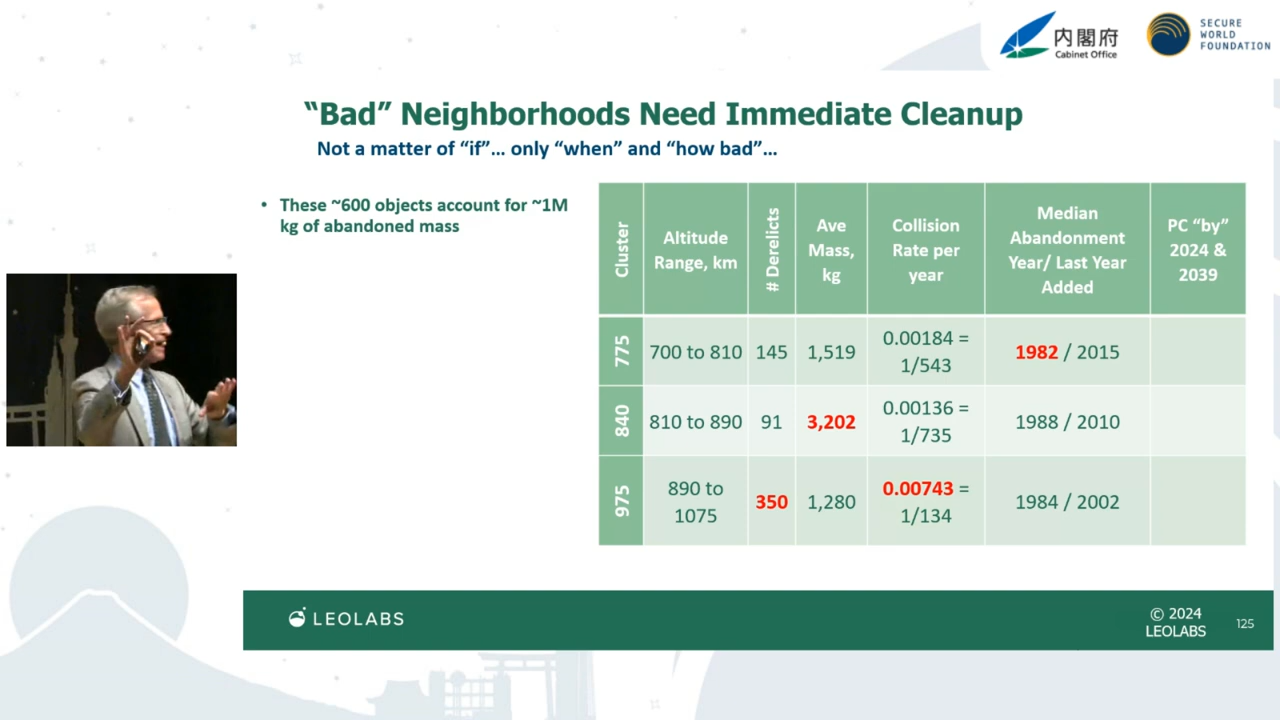 内閣府
Cabinet Office
SECURE
WORLD
FOUNDATION
“Bad” Neighborhoods Need Immediate Cleanup
Not a matter of “if”… only “when” and “how bad”…
• These ~600 objects account for ~1M
kg of abandoned mass
Cluster
Altitude
Range, km
# Derelicts
Ave
Mass,
kg
Collision
Rate per
year
Median
Abandonment
Year/ Last Year
Added
PC “by”
2024 &
2039
775
700 to 810
145
1,519
0.00184 =
1/543
1982 / 2015
840
810 to 890
91
3,202
0.00136 =
1/735
1988 / 2010
975
890 to
1075
350
1,280
0.00743 =
1/134
1984 / 2002
LEOLABS
© 2024
LEOLABS
125